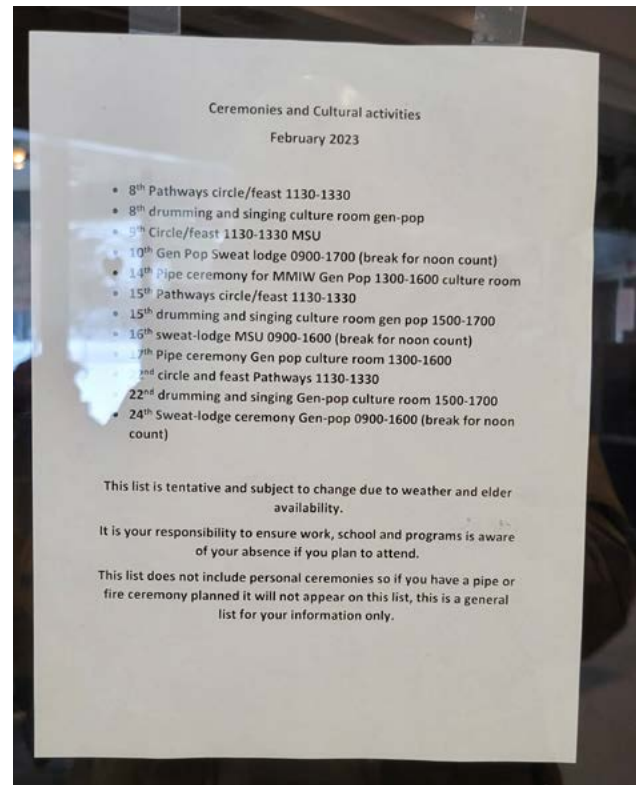 Ceremonies and Cultural activities
February 2023
• 8th Pathways circle/feast 1130-1330
• 8th drumming and singing culture room gen-pop
• 9th Circle/feast 1130-1330 MSU
• 10th Gen Pop Sweat lodge 0900-1700 (break for noon count)
• 14th Pipe ceremony for MMIW Gen Pop 1300-1600 culture room
• 15th Pathways circle/feast 1130-1330
• 15th drumming and singing culture room gen pop 1500-1700
• 16th sweat-lodge MSU 0900-1600 (break for noon count)
• 17th Pipe ceremony Gen pop culture room 1300-1600
• 22nd circle and feast Pathways 1130-1330
• 22nd drumming and singing Gen-pop culture room 1500-1700
• 24th Sweat-lodge ceremony Gen-pop 0900-1600 (break for noon
count)
This list is tentative and subject to change due to weather and elder
availability.
It is your responsibility to ensure work, school and programs is aware
of your absence if you plan to attend.
This list does not include personal ceremonies so if you have a pipe or
fire ceremony planned it will not appear on this list, this is a general
list for your information only.